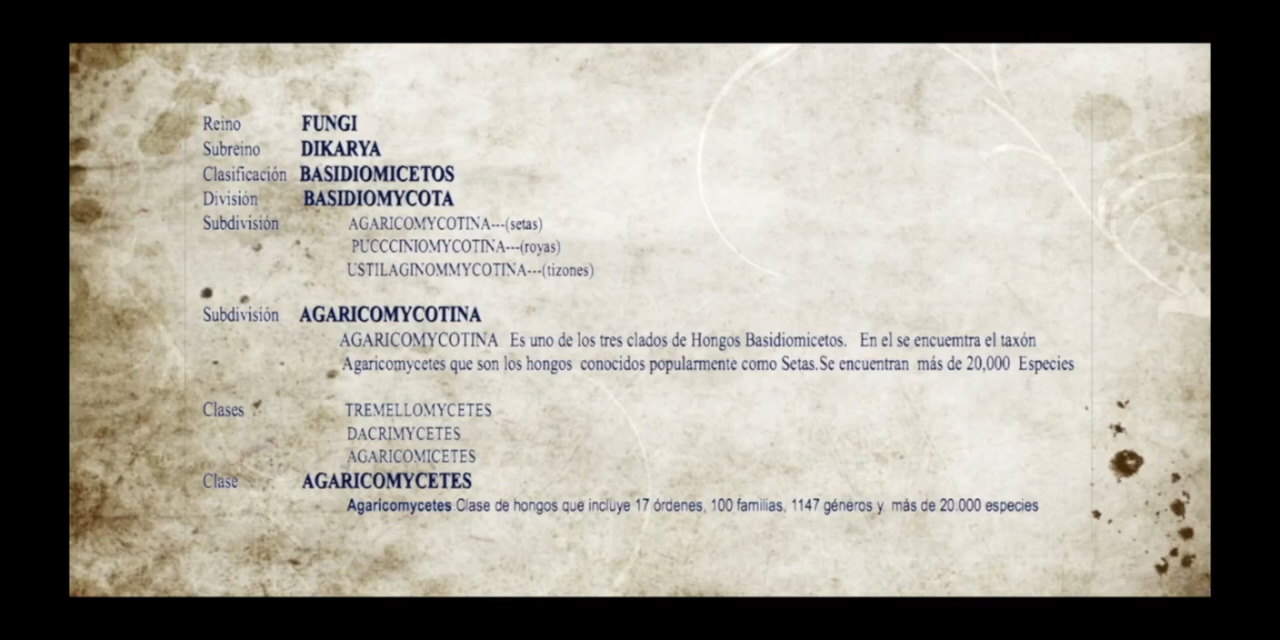 Reino FUNGI
Subreino DIKARYA
Clasificación BASIDIOMICETOS
División BASIDIOMYCOTA
Subdivisión AGARICOMYCOTINA---(setas)
PUCCCINIOMYCOTINA---(royas)
USTILAGINOMMYCOTINA---(tizones)
Subdivisión AGARICOMYCOTINA
AGARICOMYCOTINA Es uno de los tres clados de Hongos Basidiomicetos. En el se encuemtra el taxón
Agaricomycetes que son los hongos conocidos popularmente como Setas.Se encuentran más de 20,000 Especies
Clases TREMELLOMYCETES
DACRIMYCETES
AGARICOMICETES
Clase AGARICOMYCETES
Agaricomycetes Clase de hongos que incluye 17 órdenes, 100 familias, 1147 géneros y más de 20.000 especies